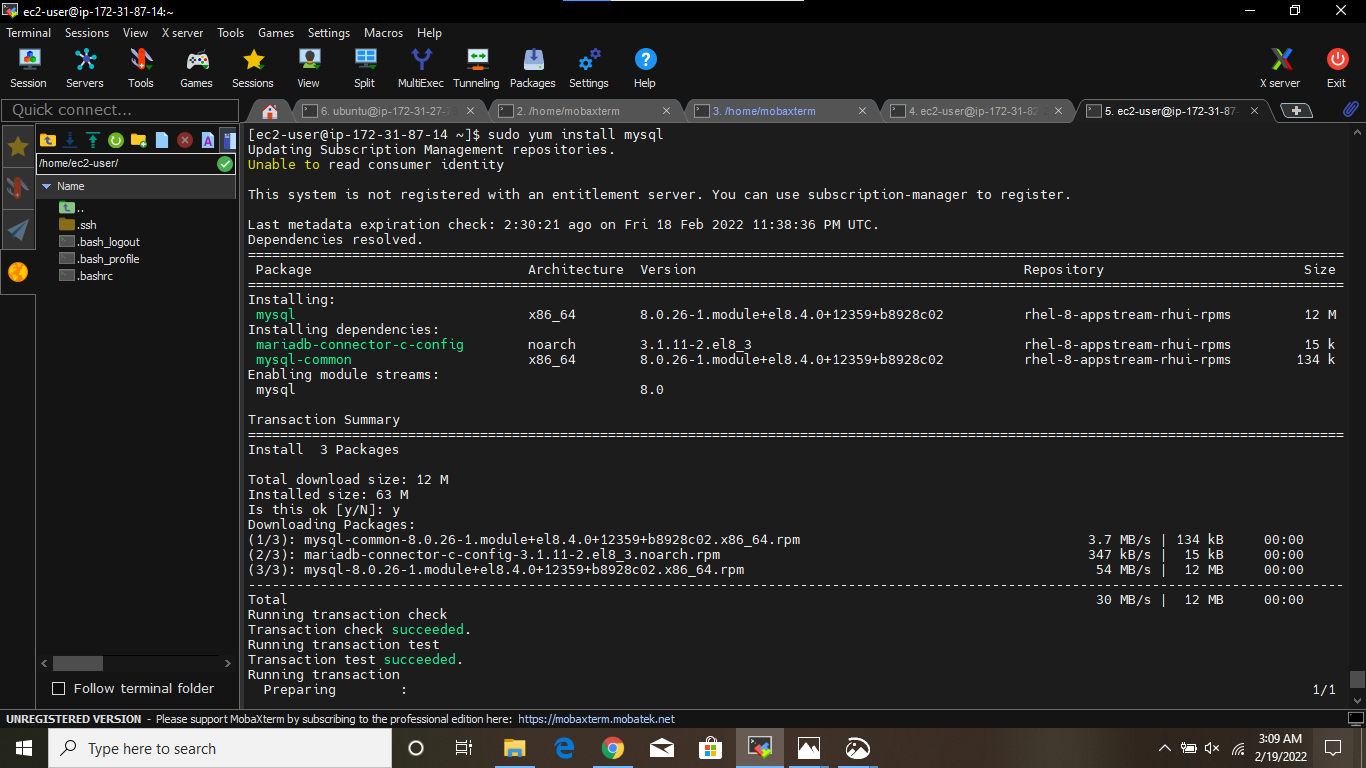 ec2-user@ip-172-31-87-14:~
Terminal Sessions View X server Tools Games Settings Macros Help
Session Servers Tools Games Sessions View Split MultiExec Tunneling Packages Settings Help X server Exit
Quick connect...
6. ubuntu@ip-172-31-27- 2. /home/mobaxterm 3. /home/mobaxterm 4. ec2-user@ip-172-31-82 5. ec2-user@ip-172-31-87-
/home/ec2-user/
Name
..
.ssh
.bash_logout
.bash_profile
.bashrc
Follow terminal folder
[ec2-user@ip-172-31-87-14 ~]$ sudo yum install mysql
Updating Subscription Management repositories.
Unable to read consumer identity
This system is not registered with an entitlement server. You can use subscription-manager to register.
Last metadata expiration check: 2:30:21 ago on Fri 18 Feb 2022 11:38:36 PM UTC.
Dependencies resolved.
Package Architecture Version Repository Size
Installing:
mysql x86_64 8.0.26-1.module+el8.4.0+12359+b8928c02 rhel-8-appstream-rhui-rpms 12 M
Installing dependencies:
mariadb-connector-c-config noarch 3.1.11-2.el8_3 rhel-8-appstream-rhui-rpms 15 k
mysql-common x86_64 8.0.26-1.module+el8.4.0+12359+b8928c02 rhel-8-appstream-rhui-rpms 134 k
Enabling module streams:
mysql 8.0
Transaction Summary
Install 3 Packages
Total download size: 12 M
Installed size: 63 M
Is this ok [y/N]: y
Downloading Packages:
(1/3): mysql-common-8.0.26-1.module+el8.4.0+12359+b8928c02.x86_64.rpm 3.7 MB/s | 134 kB 00:00
(2/3): mariadb-connector-c-config-3.1.11-2.el8_3.noarch.rpm 347 kB/s | 15 kB 00:00
(3/3): mysql-8.0.26-1.module+el8.4.0+12359+b8928c02.x86_64.rpm 54 MB/s | 12 MB 00:00
Total 30 MB/s | 12 MB 00:00
Running transaction check
Transaction check succeeded.
Running transaction test
Transaction test succeeded.
Running transaction
Preparing : 1/1
UNREGISTERED VERSION - Please support MobaXterm by subscribing to the professional edition here: https://mobaxterm.mobatek.net
Type here to search
3:09 AM
2/19/2022